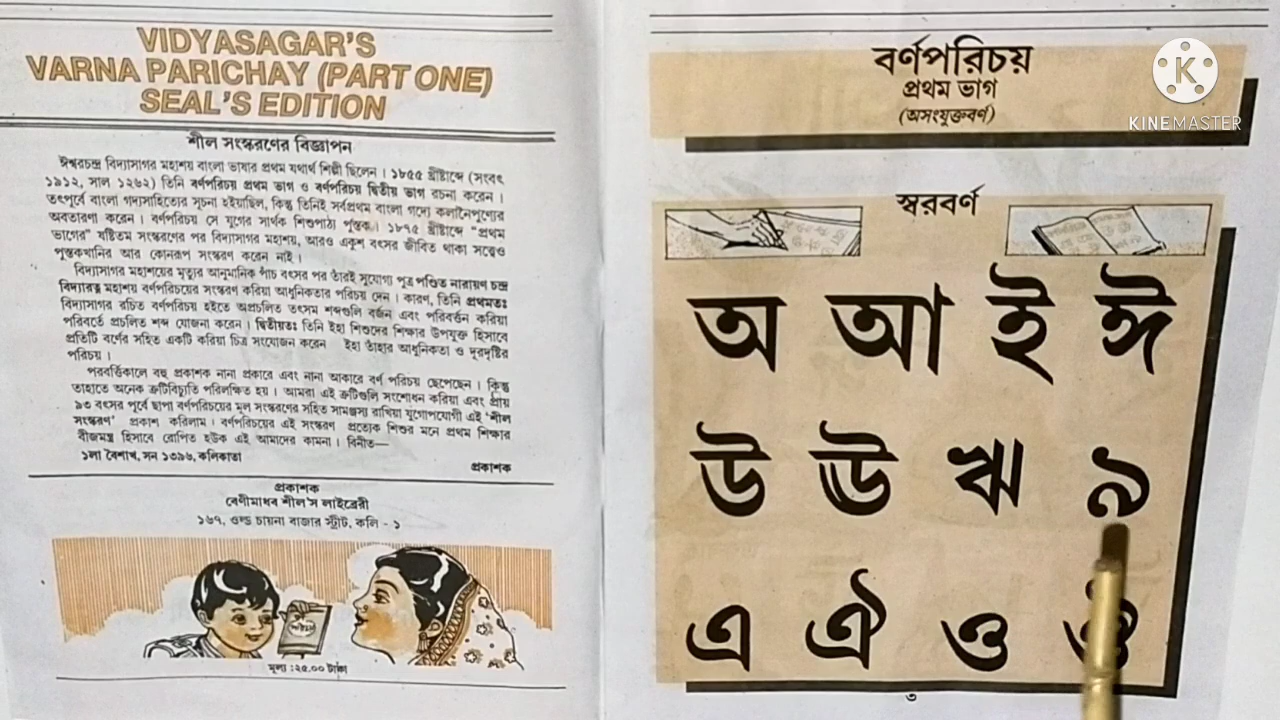 VIDYASAGAR'S
VARNA PARICHAY (PART ONE)
SEAL'S EDITION
শীল সংস্করণের বিজ্ঞাপন
ঈশ্বরচন্দ্র বিদ্যাসাগর মহাশয় বাংলা ভাষার প্রথম যথার্থ শিল্পী ছিলেন। ১৮৫৫ খ্রীষ্টাব্দে (সংবৎ
১৯১২, সাল ১২৬২) তিনি বর্ণপরিচয় প্রথম ভাগ ও বর্ণপরিচয় দ্বিতীয় ভাগ রচনা করেন।
তৎপূর্বে বাংলা গদ্যসাহিত্যের সূচনা হইয়াছিল, কিন্তু তিনিই সর্বপ্রথম বাংলা গদ্যে কলানৈপুণ্যের
অবতারণা করেন। বর্ণপরিচয় সে যুগের সার্থক শিশুপাঠ্য পুস্তক। ১৮৭৫ খ্রীষ্টাব্দে "প্রথম
ভাগের" ষষ্টিতম সংস্করণের পর বিদ্যাসাগর মহাশয়, আরও একুশ বৎসর জীবিত থাকা সত্ত্বেও
পুস্তকখানির আর কোনরূপ সংস্করণ করেন নাই।
বিদ্যাসাগর মহাশয়ের মৃত্যুর আনুমানিক পাঁচ বৎসর পর তাঁরই সুযোগ্য পুত্র পণ্ডিত নারায়ণ চন্দ্র
বিদ্যারত্ন মহাশয় বর্ণপরিচয়ের সংস্করণ করিয়া আধুনিকতার পরিচয় দেন। কারণ, তিনি প্রথমতঃ
বিদ্যাসাগর রচিত বর্ণপরিচয় হইতে অপ্রচলিত তৎসম শব্দগুলি বর্জন এবং পরিবর্ত্তন করিয়া
পরিবর্তে প্রচলিত শব্দ যোজনা করেন। দ্বিতীয়তঃ তিনি ইহা শিশুদের শিক্ষার উপযুক্ত হিসাবে
প্রতিটি বর্ণের সহিত একটি করিয়া চিত্র সংযোজন করেন ইহা তাঁহার আধুনিকতা ও দূরদৃষ্টির
পরিচয়।
পরবর্ত্তিকালে বহু প্রকাশক নানা প্রকারে এবং নানা আকারে বর্ণ পরিচয় ছেপেছেন। কিন্তু
তাহাতে অনেক ত্রুটিবিচ্যুতি পরিলক্ষিত হয়। আমরা এই ত্রুটিগুলি সংশোধন করিয়া এবং প্রায়
৯৩ বৎসর পূর্বে ছাপা বর্ণপরিচয়ের মূল সংস্করণের সহিত সামঞ্জস্য রাখিয়া যুগোপযোগী এই 'শীল
সংস্করণ' প্রকাশ করিলাম। বর্ণপরিচয়ের এই সংস্করণ প্রত্যেক শিশুর মনে প্রথম শিক্ষার
বীজমন্ত্র হিসাবে রোপিত হউক এই আমাদের কামনা। বিনীত—
১লা বৈশাখ, সন ১৩৯৬, কলিকাতা
প্রকাশক
প্রকাশক
বেণীমাধব শীল'স লাইব্রেরী
১৬৭, ওল্ড চায়না বাজার স্ট্রীট, কলি - ১
মূল্য :২৫.০০ টাকা
বর্ণপরিচয়
প্রথম ভাগ
(অসংযুক্তবর্ণ)
K
KINEMASTER
স্বরবর্ণ
অ আ ই ঈ
উ ঊ ঋ ঌ
এ ঐ ও
৩